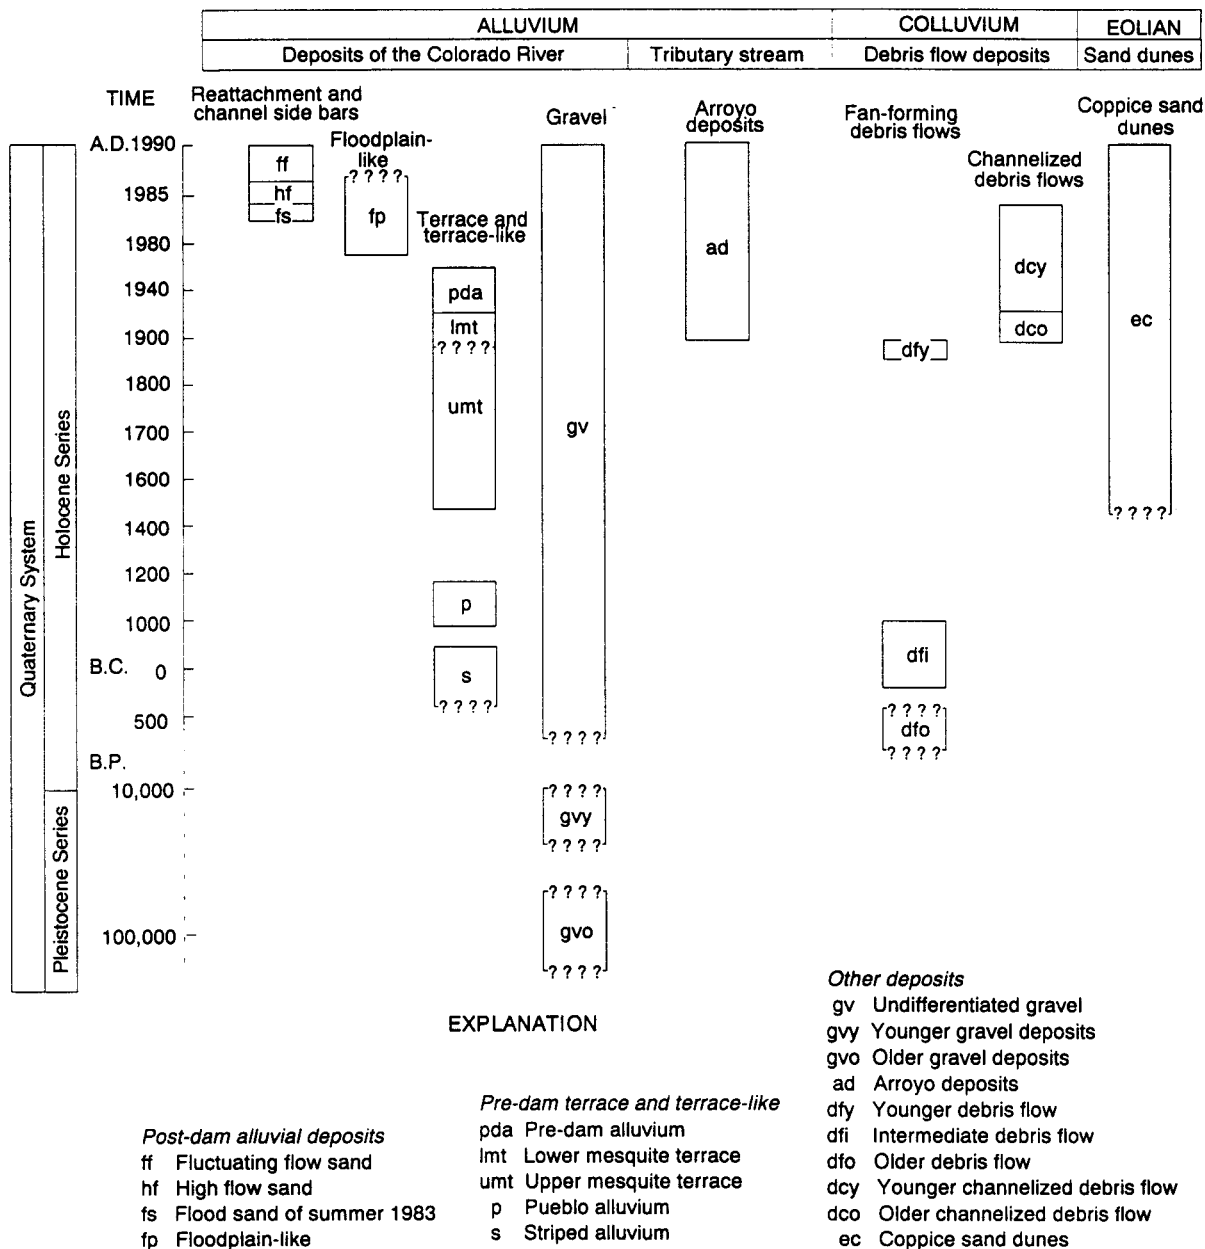 ALLUVIUM
COLLUVIUM
EOLIAN
Deposits of the Colorado River
Tributary stream
Debris flow deposits
Sand dunes
TIME
Reattachment and
channel side bars
Floodplain-
like
Terrace and
terrace-like
Gravel
Arroyo
deposits
Fan-forming
debris flows
Channelized
debris flows
Coppice sand
dunes
A.D.1990
1985
1980
1940
1900
1800
1700
1600
1400
1200
1000
B.C. 0
500
B.P.
10,000
100,000
Quaternary System
Holocene Series
Pleistocene Series
ff
hf
fs
? ? ? ?
fp
pda
lmt
? ? ? ?
umt
p
s
? ? ? ?
gv
? ? ? ?
? ? ? ?
gvy
? ? ? ?
? ? ? ?
gvo
? ? ? ?
ad
dfy
dfi
? ? ? ?
dfo
? ? ? ?
dcy
dco
ec
? ? ? ?
EXPLANATION
Post-dam alluvial deposits
ff Fluctuating flow sand
hf High flow sand
fs Flood sand of summer 1983
fp Floodplain-like
Pre-dam terrace and terrace-like
pda Pre-dam alluvium
lmt Lower mesquite terrace
umt Upper mesquite terrace
p Pueblo alluvium
s Striped alluvium
Other deposits
gv Undifferentiated gravel
gvy Younger gravel deposits
gvo Older gravel deposits
ad Arroyo deposits
dfy Younger debris flow
dfi Intermediate debris flow
dfo Older debris flow
dcy Younger channelized debris flow
dco Older channelized debris flow
ec Coppice sand dunes